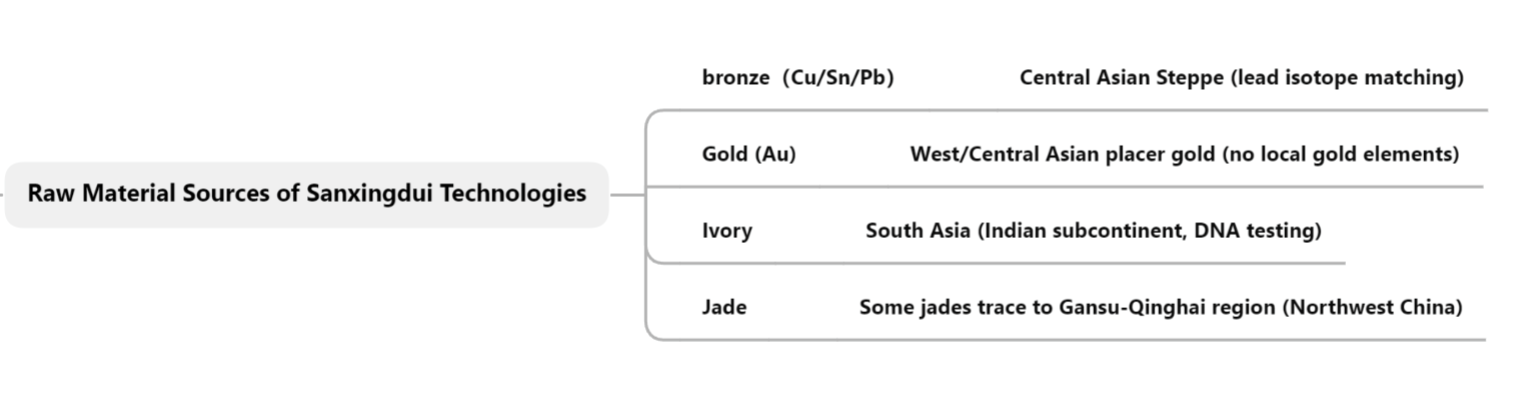 Raw Material Sources of Sanxingdui Technologies
bronze (Cu/Sn/Pb) Central Asian Steppe (lead isotope matching)
Gold (Au) West/Central Asian placer gold (no local gold elements)
Ivory South Asia (Indian subcontinent, DNA testing)
Jade Some jades trace to Gansu-Qinghai region (Northwest China)